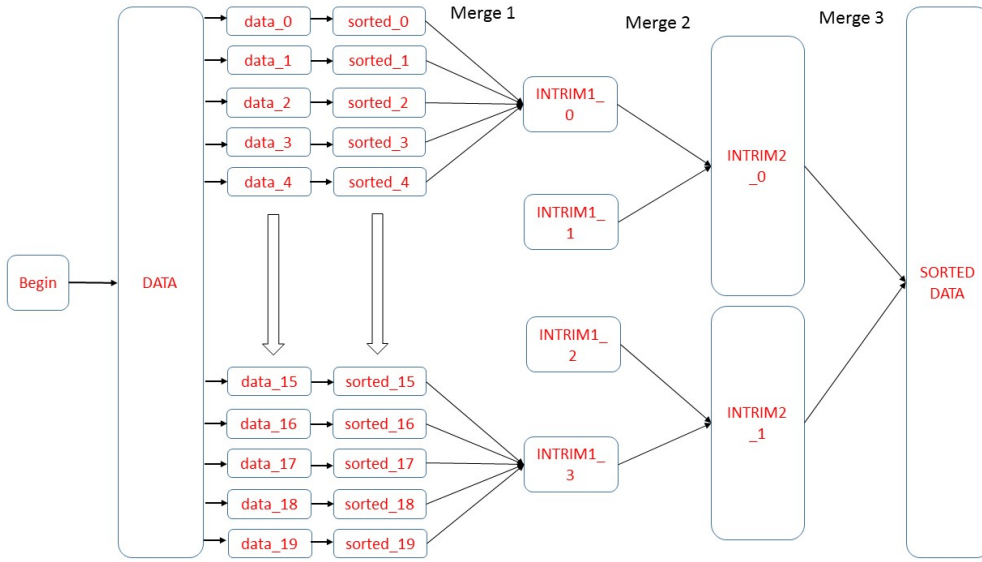 Merge 1
Merge 2
Merge 3
Begin
DATA
data_0
sorted_0
data_1
sorted_1
data_2
sorted_2
data_3
sorted_3
data_4
sorted_4
data_15
sorted_15
data_16
sorted_16
data_17
sorted_17
data_18
sorted_18
data_19
sorted_19
INTRIM1_
0
INTRIM1_
1
INTRIM1_
2
INTRIM1_
3
INTRIM2
_0
INTRIM2
_1
SORTED
DATA